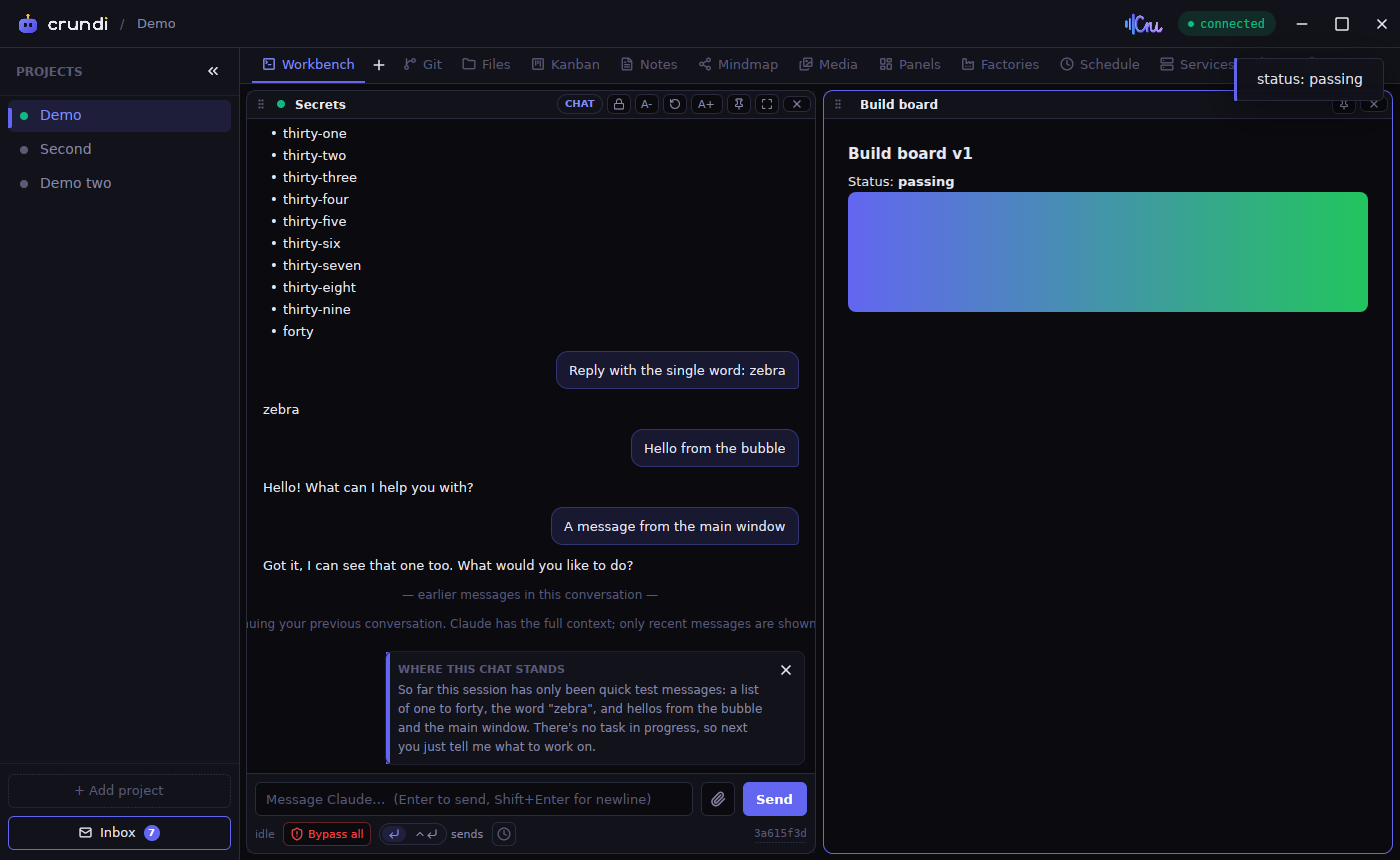 crundi / Demo
Cru
connected
PROJECTS
Workbench
Git
Files
Kanban
Notes
Mindmap
Media
Panels
Factories
Schedule
Services
status: passing
Demo
Second
Demo two
+ Add project
Inbox 7
Secrets
CHAT
A-
A+
• thirty-one
• thirty-two
• thirty-three
• thirty-four
• thirty-five
• thirty-six
• thirty-seven
• thirty-eight
• thirty-nine
• forty
Reply with the single word: zebra
zebra
Hello from the bubble
Hello! What can I help you with?
A message from the main window
Got it, I can see that one too. What would you like to do?
— earlier messages in this conversation —
uing your previous conversation. Claude has the full context; only recent messages are shown
WHERE THIS CHAT STANDS
So far this session has only been quick test messages: a list
of one to forty, the word "zebra", and hellos from the bubble
and the main window. There's no task in progress, so next
you just tell me what to work on.
Message Claude... (Enter to send, Shift+Enter for newline)
Send
idle
Bypass all
sends
3a615f3d
Build board
Build board v1
Status: passing